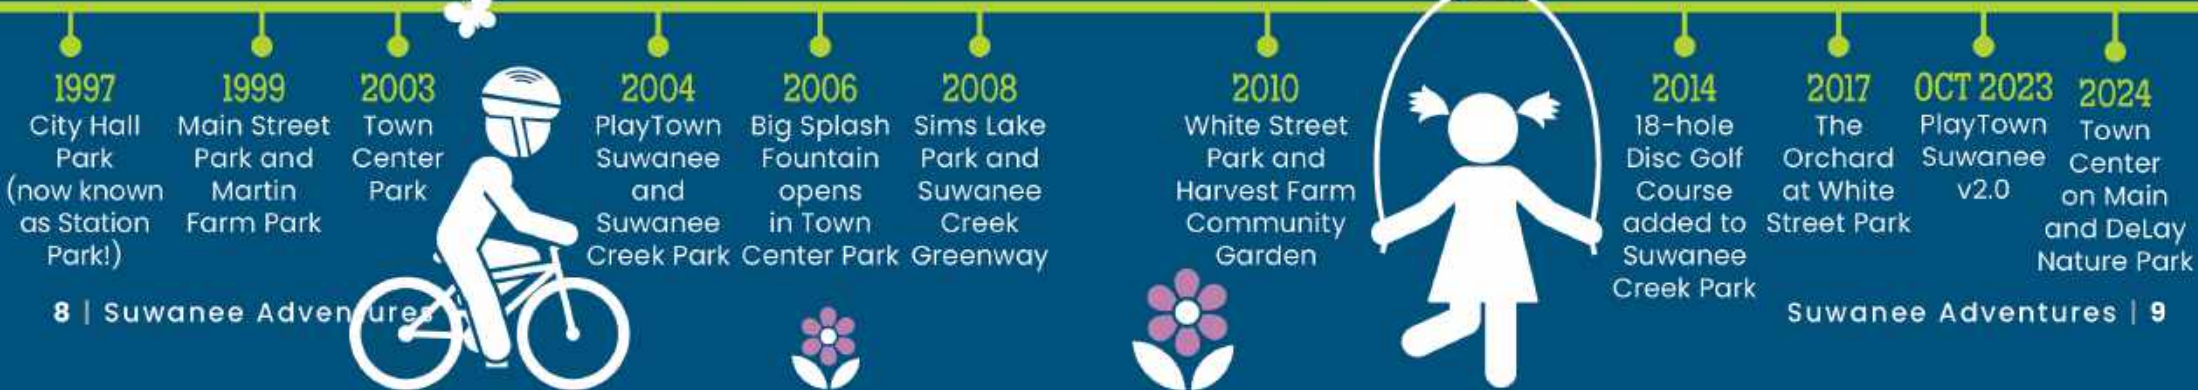 1997
City Hall
Park
(now known
as Station
Park!)
1999
Main Street
Park and
Martin
Farm Park
2003
Town
Center
Park
2004
PlayTown
Suwanee
and
Suwanee
Creek Park
2006
Big Splash
Fountain
opens
in Town
Center Park
2008
Sims Lake
Park and
Suwanee
Creek
Greenway
2010
White Street
Park and
Harvest Farm
Community
Garden
2014
18-hole
Disc Golf
Course
added to
Suwanee
Creek Park
2017
The
Orchard
at White
Street Park
OCT 2023
PlayTown
Suwanee
v2.0
2024
Town
Center
on Main
and DeLay
Nature Park
8 | Suwanee Adventures
Suwanee Adventures | 9